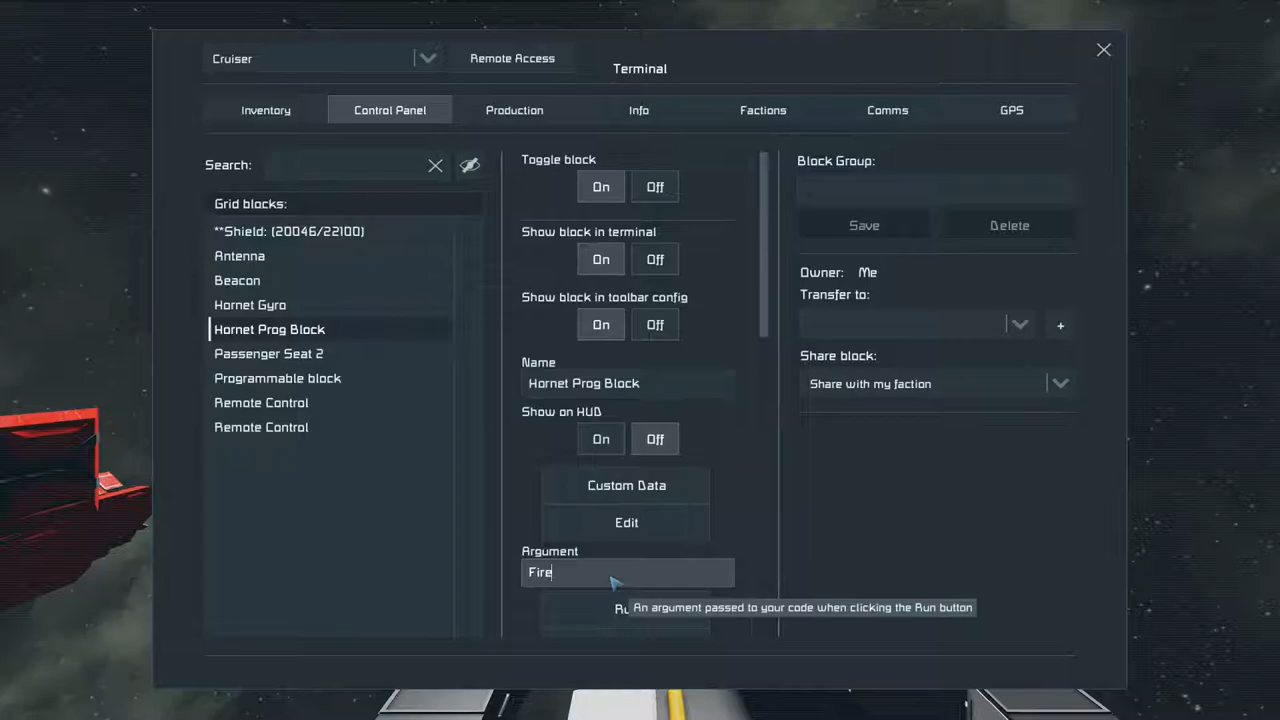 Cruiser
Remote Access
Terminal
Inventory
Control Panel
Production
Info
Factions
Comms
GPS
Search:
Grid blocks:
**Shield: (20046/22100)
Antenna
Beacon
Hornet Gyro
Hornet Prog Block
Passenger Seat 2
Programmable block
Remote Control
Remote Control
Toggle block
On
Off
Show block in terminal
On
Off
Show block in toolbar config
On
Off
Name
Hornet Prog Block
Show on HUD
On
Off
Custom Data
Edit
Argument
Fire
Ru
An argument passed to your code when clicking the Run button
Block Group:
Save
Delete
Owner: Me
Transfer to:
+
Share block:
Share with my faction